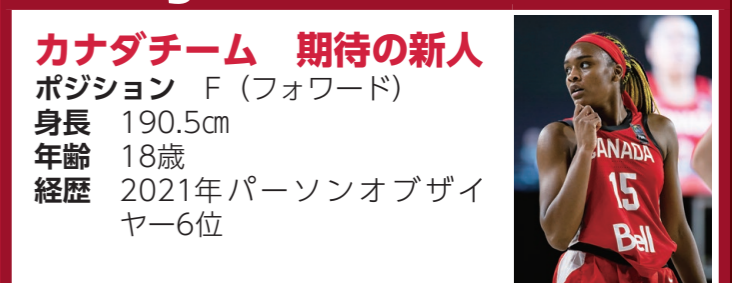 カナダチーム　期待の新人
ポジション　F（フォワード）
身長　190.5㎝
年齢　18歳
経歴　2021年パーソンオブザイ
ヤー6位
CANADA
15
Bell